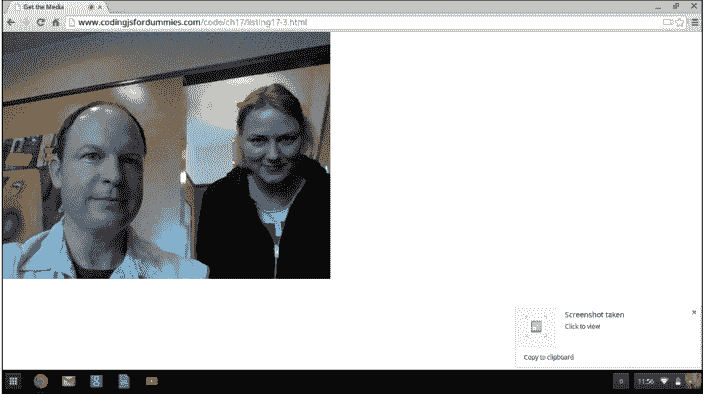 Get the Media
www.codingjsfordummies.com/code/ch17/listing17-3.html
Screenshot taken
Click to view
Copy to clipboard
0
11:56